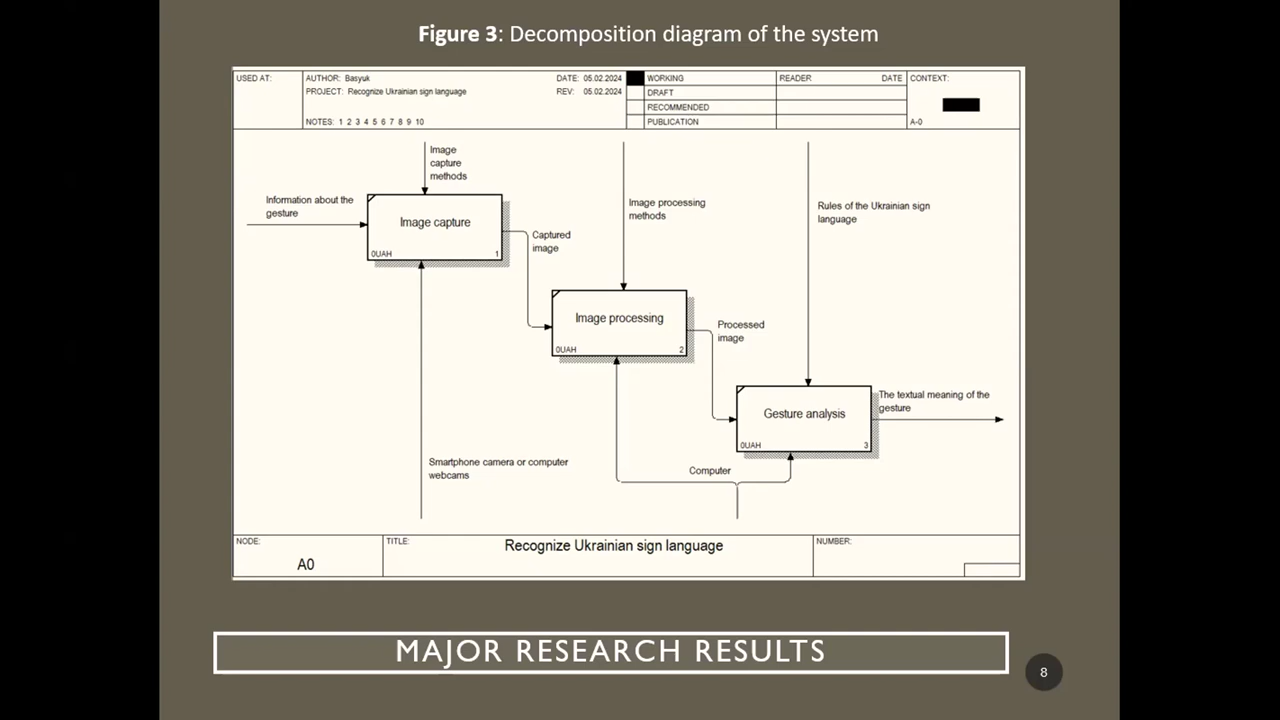 Figure 3: Decomposition diagram of the system
USED AT:
AUTHOR: Basyuk
DATE: 05.02.2024
PROJECT: Recognize Ukrainian sign language
REV: 05.02.2024
NOTES: 1 2 3 4 5 6 7 8 9 10
WORKING
DRAFT
RECOMMENDED
PUBLICATION
READER
DATE
CONTEXT:
A-0
Image
capture
methods
Information about the
gesture
Image capture
0UAH
1
Captured
image
Image processing
methods
Rules of the Ukrainian sign
language
Image processing
0UAH
2
Processed
image
Gesture analysis
0UAH
3
The textual meaning of the
gesture
Smartphone camera or computer
webcams
Computer
NODE:
A0
TITLE:
Recognize Ukrainian sign language
NUMBER:
MAJOR RESEARCH RESULTS
8